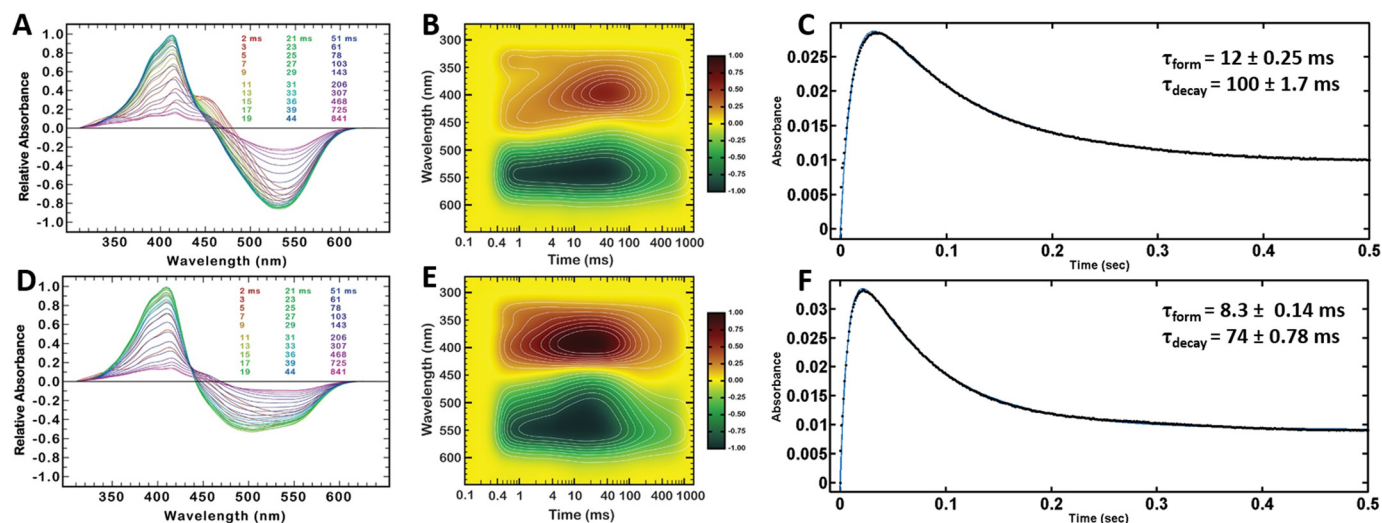 A
1.0
0.8
0.6
0.4
0.2
0.0
-0.2
-0.4
-0.6
-0.8
-1.0
Relative Absorbance
2 ms 21 ms 51 ms
3 23 61
5 25 78
7 27 103
9 29 143
11 31 206
13 33 307
15 36 468
17 39 725
19 44 841
350 400 450 500 550 600
Wavelength (nm)
B
300
350
400
450
500
550
600
Wavelength (nm)
0.1 0.4 1 4 10 40 100 400 1000
Time (ms)
1.00
0.75
0.50
0.25
0.00
-0.25
-0.50
-0.75
-1.00
C
0.03
0.025
0.02
0.015
0.01
0.005
0
Absorbance
τform = 12 ± 0.25 ms
τdecay = 100 ± 1.7 ms
0 0.1 0.2 0.3 0.4 0.5
Time (sec)
D
1.0
0.8
0.6
0.4
0.2
0.0
-0.2
-0.4
-0.6
-0.8
-1.0
Relative Absorbance
2 ms 21 ms 51 ms
3 23 61
5 25 78
7 27 103
9 29 143
11 31 206
13 33 307
15 36 468
17 39 725
19 44 841
350 400 450 500 550 600
Wavelength (nm)
E
300
350
400
450
500
550
600
Wavelength (nm)
0.1 0.4 1 4 10 40 100 400 1000
Time (ms)
1.00
0.75
0.50
0.25
0.00
-0.25
-0.50
-0.75
-1.00
F
0.03
0.025
0.02
0.015
0.01
0.005
0
Absorbance
τform = 8.3 ± 0.14 ms
τdecay = 74 ± 0.78 ms
0 0.1 0.2 0.3 0.4 0.5
Time (sec)